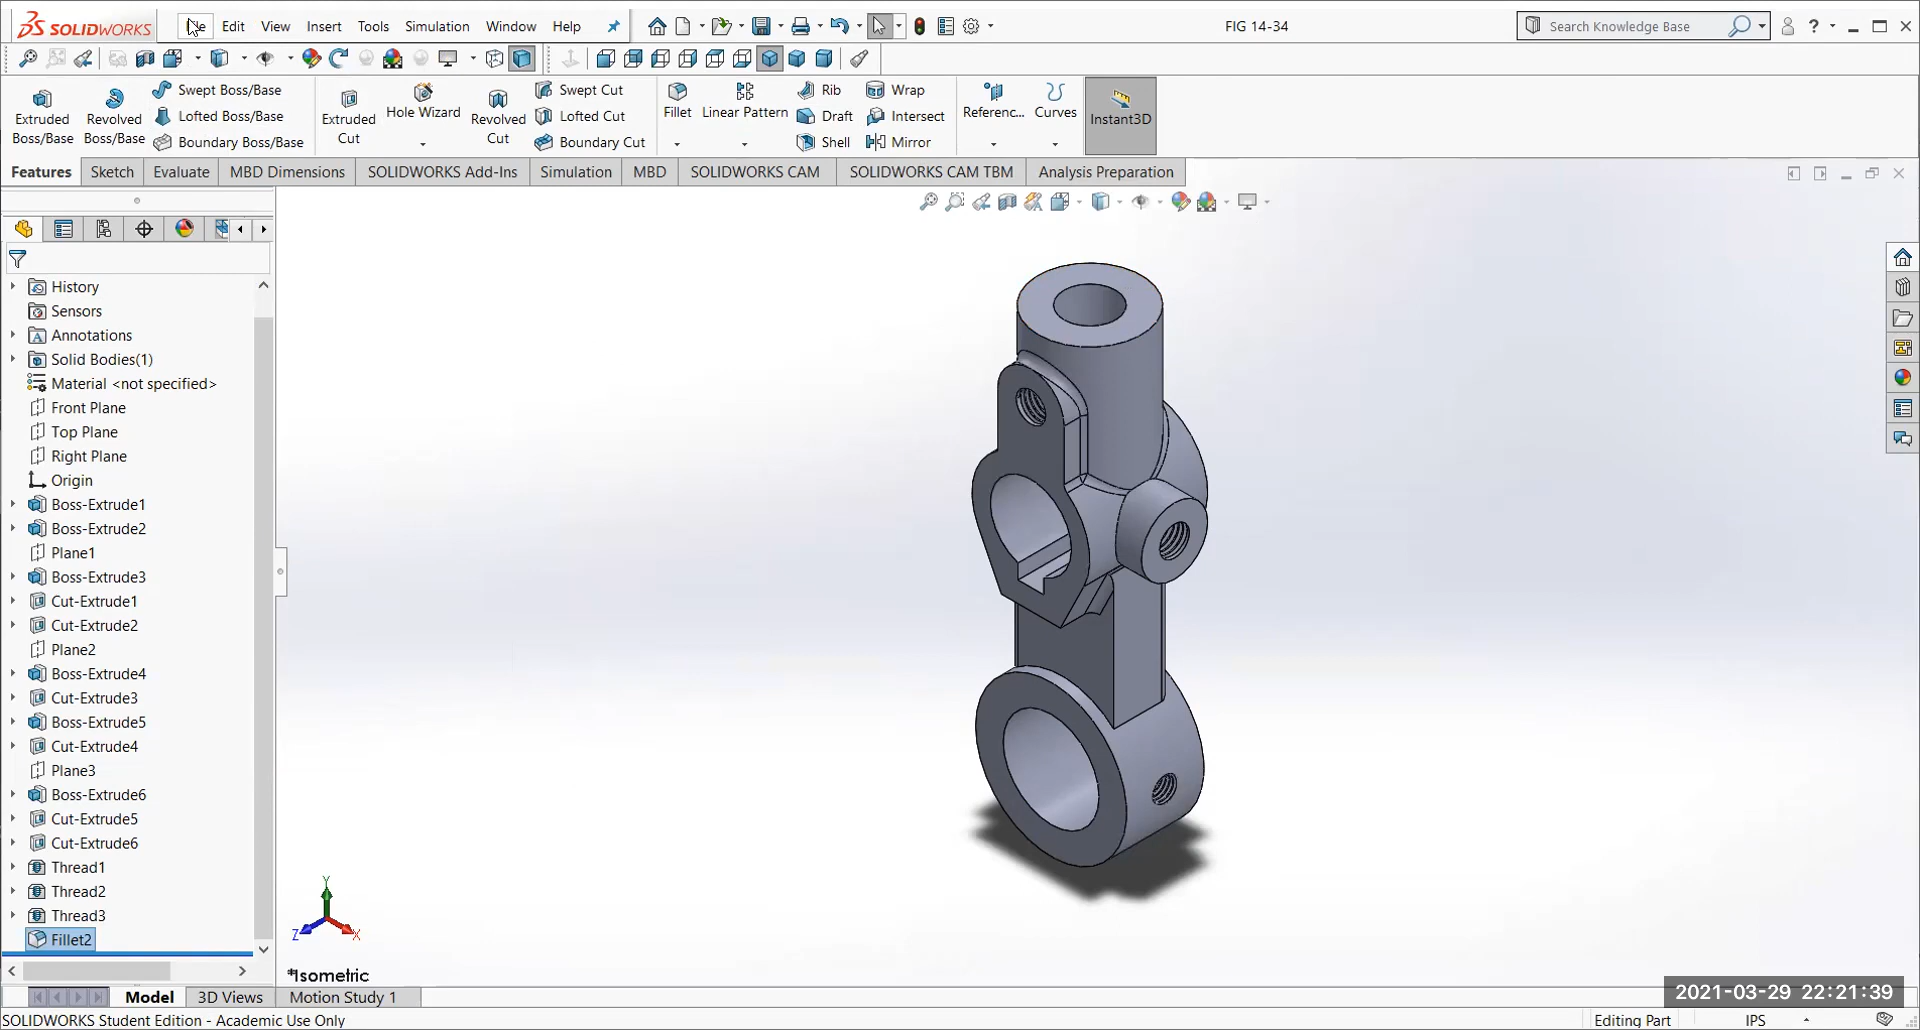 SOLIDWORKS
File Edit View Insert Tools Simulation Window Help
FIG 14-34
Search Knowledge Base
?
Extruded Boss/Base
Revolved Boss/Base
Swept Boss/Base
Lofted Boss/Base
Boundary Boss/Base
Extruded Cut
Hole Wizard
Revolved Cut
Swept Cut
Lofted Cut
Boundary Cut
Fillet
Linear Pattern
Rib
Draft
Shell
Wrap
Intersect
Mirror
Referenc...
Curves
Instant3D
Features Sketch Evaluate MBD Dimensions SOLIDWORKS Add-Ins Simulation MBD SOLIDWORKS CAM SOLIDWORKS CAM TBM Analysis Preparation
History
Sensors
Annotations
Solid Bodies(1)
Material <not specified>
Front Plane
Top Plane
Right Plane
Origin
Boss-Extrude1
Boss-Extrude2
Plane1
Boss-Extrude3
Cut-Extrude1
Cut-Extrude2
Plane2
Boss-Extrude4
Cut-Extrude3
Boss-Extrude5
Cut-Extrude4
Plane3
Boss-Extrude6
Cut-Extrude5
Cut-Extrude6
Thread1
Thread2
Thread3
Fillet2
Y
Z
X
*Isometric
2021-03-29 22:21:39
Model 3D Views Motion Study 1
SOLIDWORKS Student Edition - Academic Use Only
Editing Part
IPS